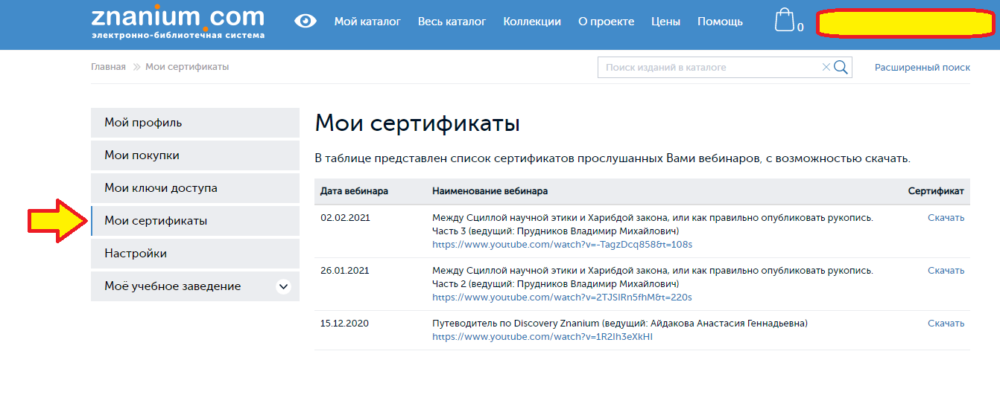 znanium.com
электронно-библиотечная система
Мой каталог Весь каталог Коллекции О проекте Цены Помощь 0
Главная Мои сертификаты
Поиск изданий в каталоге
Расширенный поиск
Мой профиль
Мои покупки
Мои ключи доступа
Мои сертификаты
Настройки
Моё учебное заведение
Мои сертификаты
В таблице представлен список сертификатов прослушанных Вами вебинаров, с возможностью скачать.
Дата вебинара Наименование вебинара Сертификат
02.02.2021 Между Сциллой научной этики и Харибдой закона, или как правильно опубликовать рукопись. Скачать
Часть 3 (ведущий: Прудников Владимир Михайлович)
https://www.youtube.com/watch?v=-TagzDcq858&t=108s
26.01.2021 Между Сциллой научной этики и Харибдой закона, или как правильно опубликовать рукопись. Скачать
Часть 2 (ведущий: Прудников Владимир Михайлович)
https://www.youtube.com/watch?v=2TJSIRn5fhM&t=220s
15.12.2020 Путеводитель по Discovery Znanium (ведущий: Айдакова Анастасия Геннадьевна) Скачать
https://www.youtube.com/watch?v=1R2Ih3eXkHI